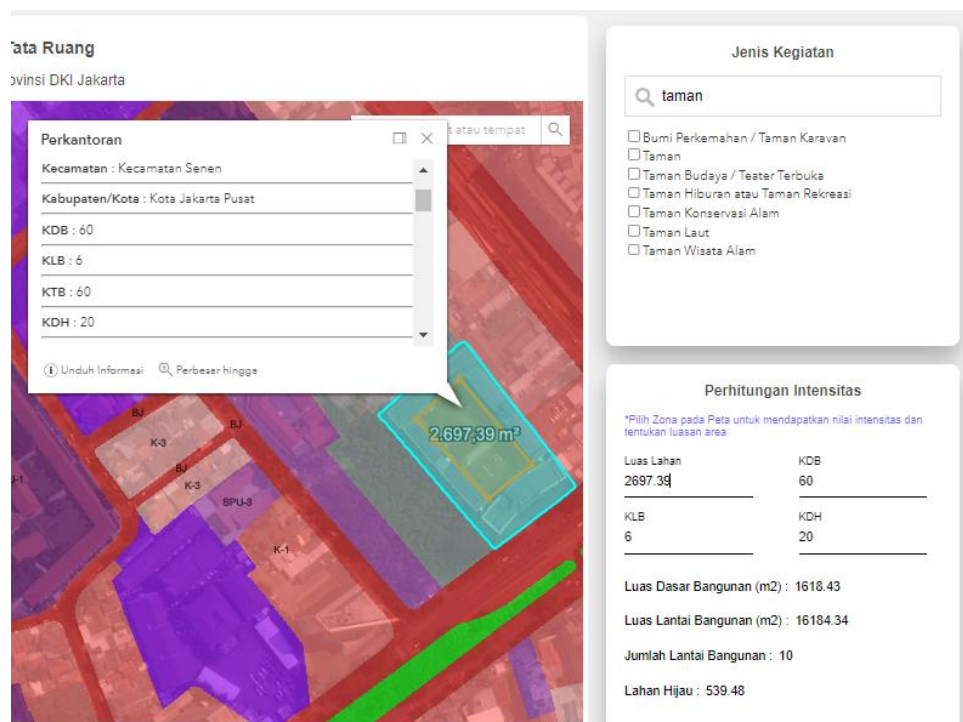 Tata Ruang
ovinsi DKI Jakarta
t atau tempat
Perkantoran
Kecamatan : Kecamatan Senen
Kabupaten/Kota : Kota Jakarta Pusat
KDB : 60
KLB : 6
KTB : 60
KDH : 20
Unduh Informasi
Perbesar hingga
2.697,39 m²
BJ
K-3
BJ
BJ
K-3
SPU-3
K-1
Jenis Kegiatan
taman
Bumi Perkemahan / Taman Karavan
Taman
Taman Budaya / Teater Terbuka
Taman Hiburan atau Taman Rekreasi
Taman Konservasi Alam
Taman Laut
Taman Wisata Alam
Perhitungan Intensitas
*Pilih Zona pada Peta untuk mendapatkan nilai intensitas dan
tentukan luasan area
Luas Lahan
KDB
2697.39
60
KLB
KDH
6
20
Luas Dasar Bangunan (m2) : 1618.43
Luas Lantai Bangunan (m2) : 16184.34
Jumlah Lantai Bangunan : 10
Lahan Hijau : 539.48